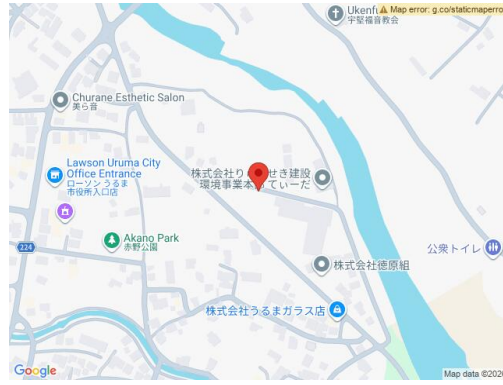 Ukenfu
宇堅福音教会
Map error: g.co/staticmaperro
Churane Esthetic Salon
美ら音
Lawson Uruma City
Office Entrance
ローソン うるま
市役所入口店
株式会社り せき建設
環境事業本 てぃーだ
224
Akano Park
赤野公園
公衆トイレ
株式会社徳原組
株式会社うるまガラス店
Google
Map data ©2026